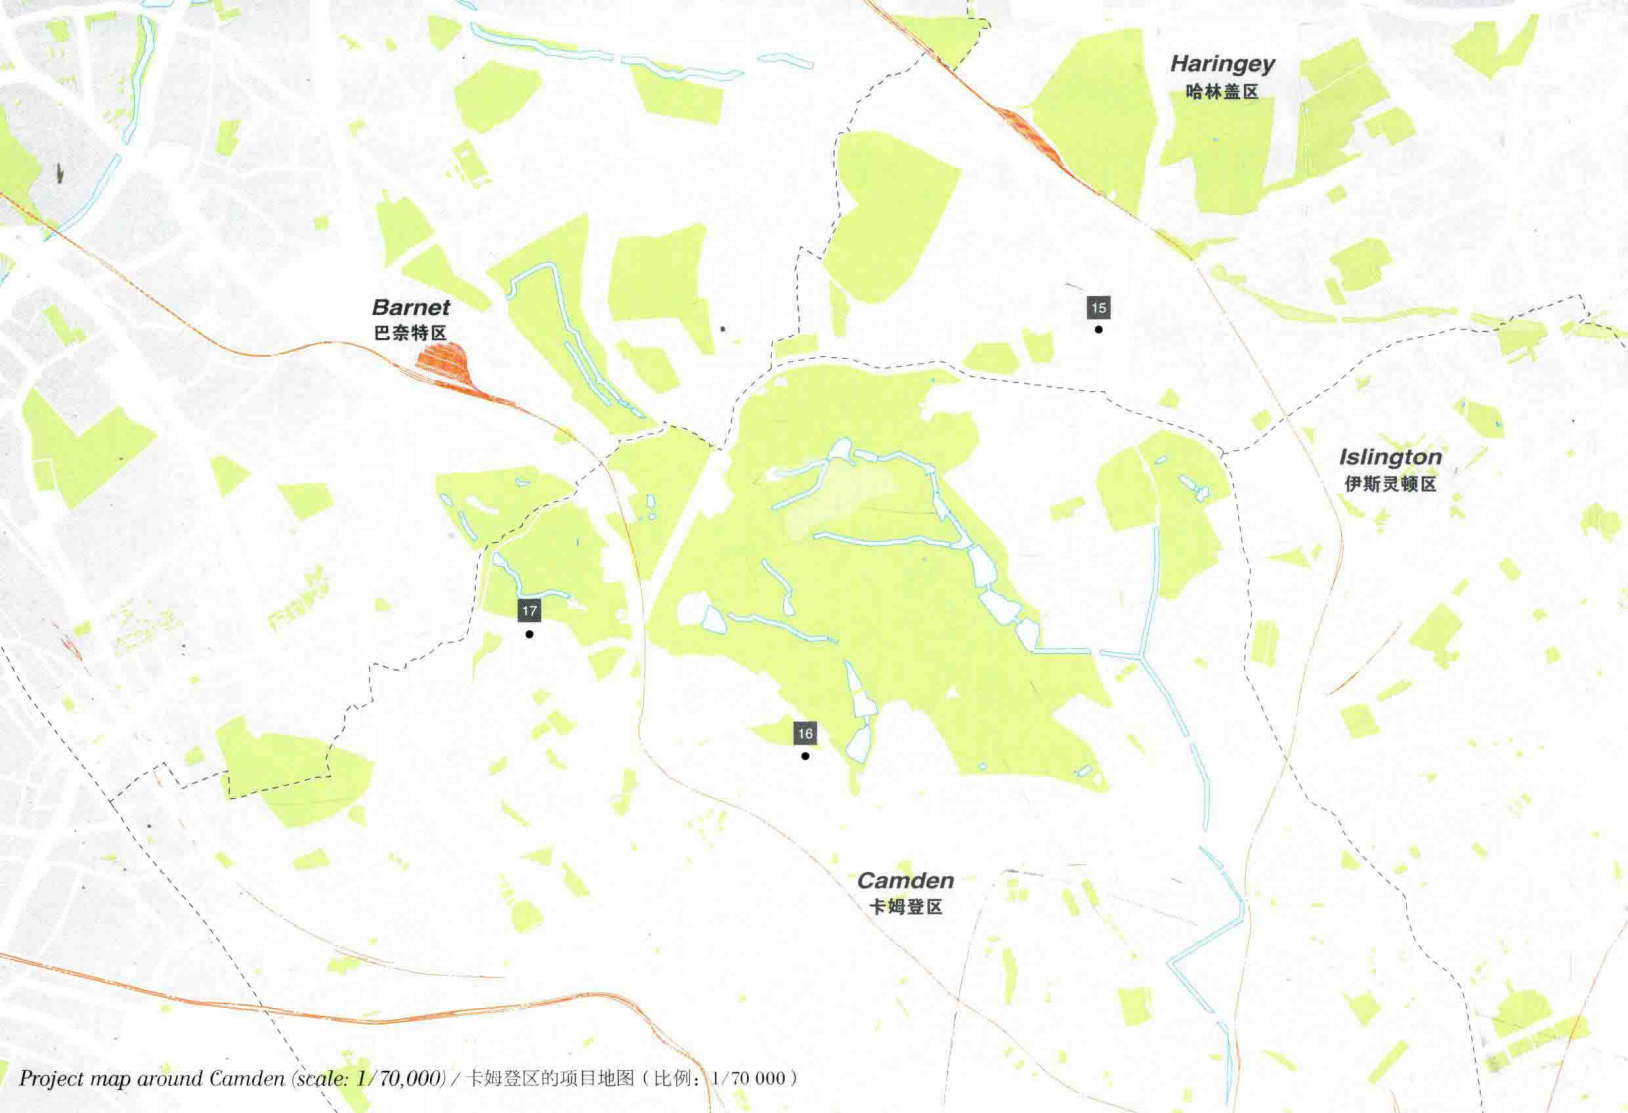 Haringey
哈林盖区
Barnet
巴奈特区
15
Islington
伊斯灵顿区
17
16
Camden
卡姆登区
Project map around Camden (scale: 1/70,000) / 卡姆登区的项目地图（比例：1/70 000）